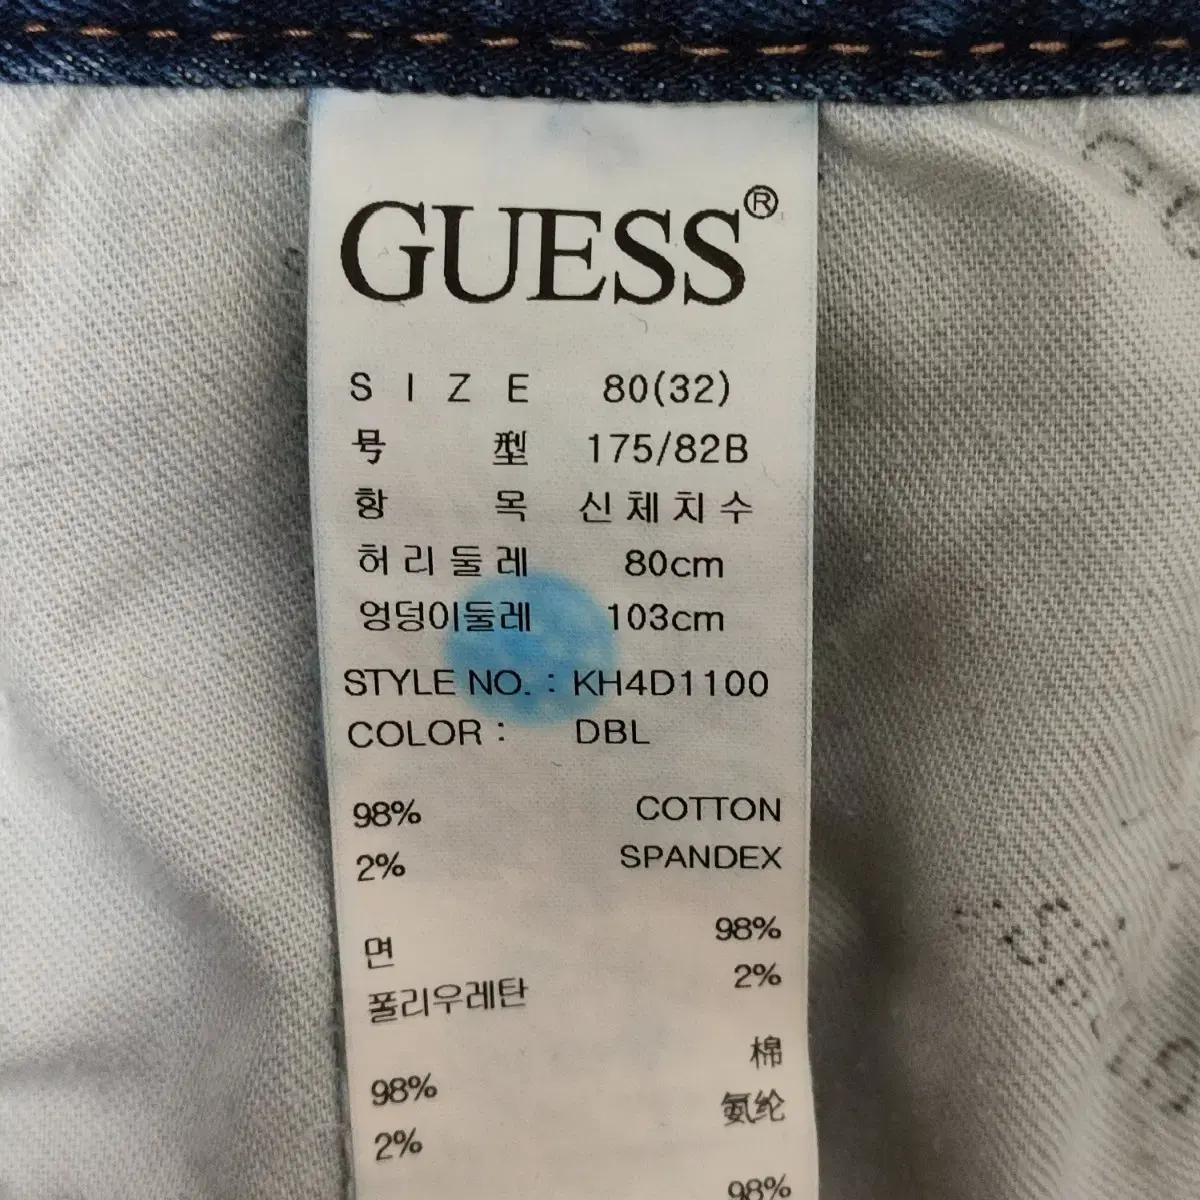 GUESS®
SIZE 80(32)
号型 175/82B
항목 신체치수
허리둘레 80cm
엉덩이둘레 103cm
STYLE NO. : KH4D1100
COLOR : DBL
98% COTTON
2% SPANDEX
면 98%
폴리우레탄 2%
98% 棉
2% 氨纶
98%